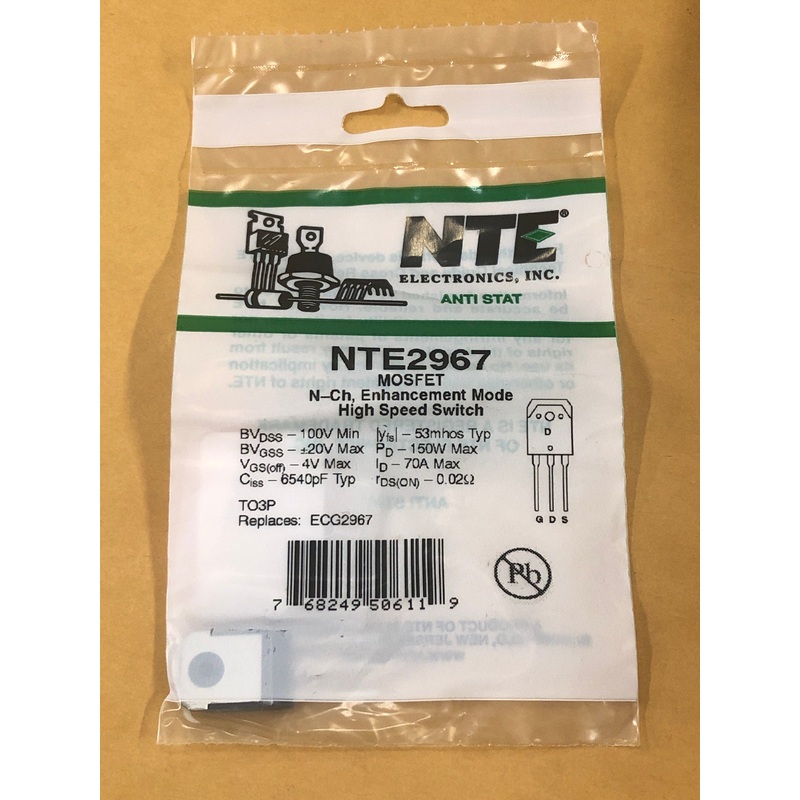 NTE®
ELECTRONICS, INC.
ANTI STAT
NTE2967
MOSFET
N–Ch, Enhancement Mode
High Speed Switch
BVDSS – 100V Min |yfs| – 53mhos Typ
BVGSS – ±20V Max PD – 150W Max
VGS(off) – 4V Max ID – 70A Max
Ciss – 6540pF Typ rDS(ON) – 0.02Ω
D
G D S
TO3P
Replaces: ECG2967
Pb
7 68249 50611 9